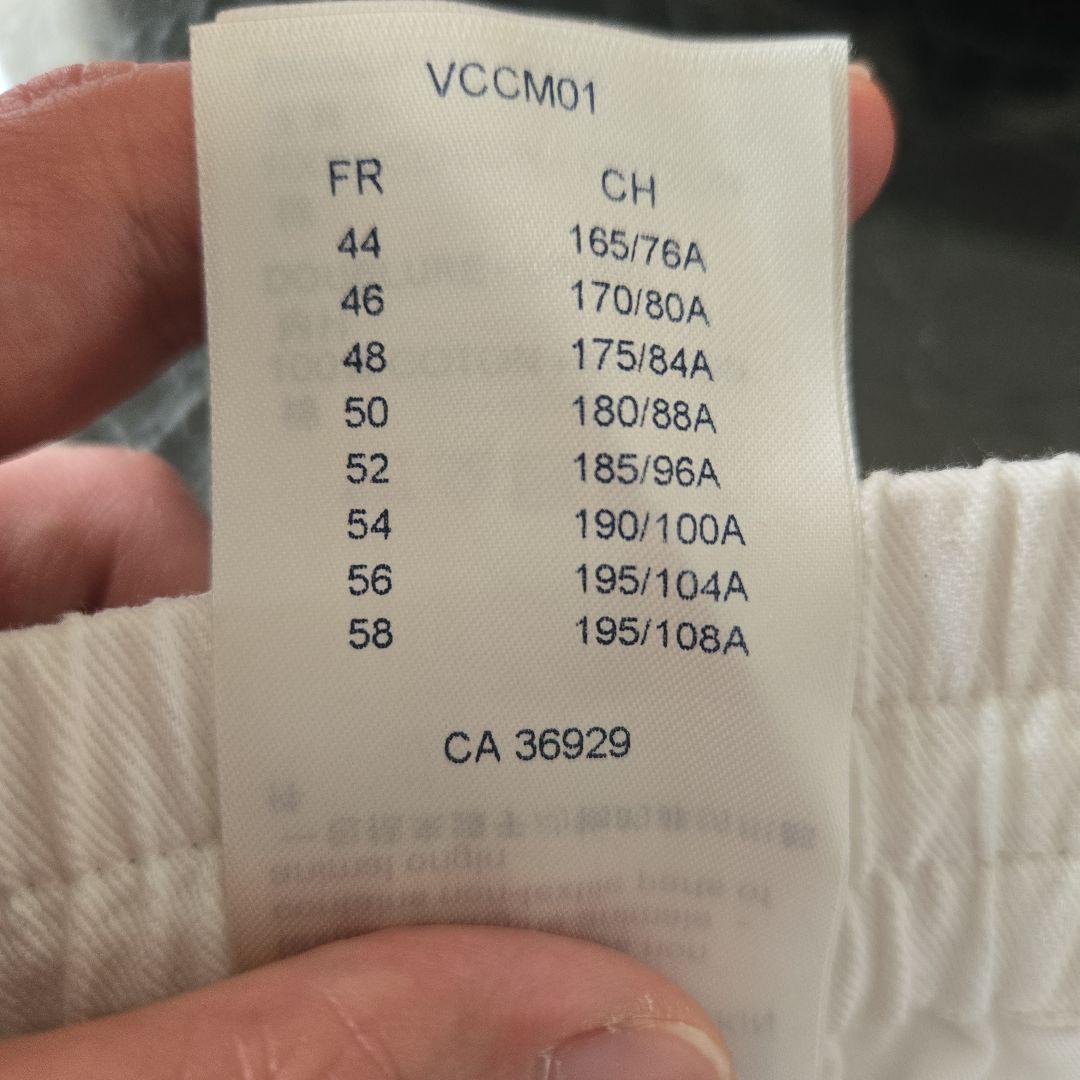 VCCM01
FR CH
44 165/76A
46 170/80A
48 175/84A
50 180/88A
52 185/96A
54 190/100A
56 195/104A
58 195/108A
CA 36929